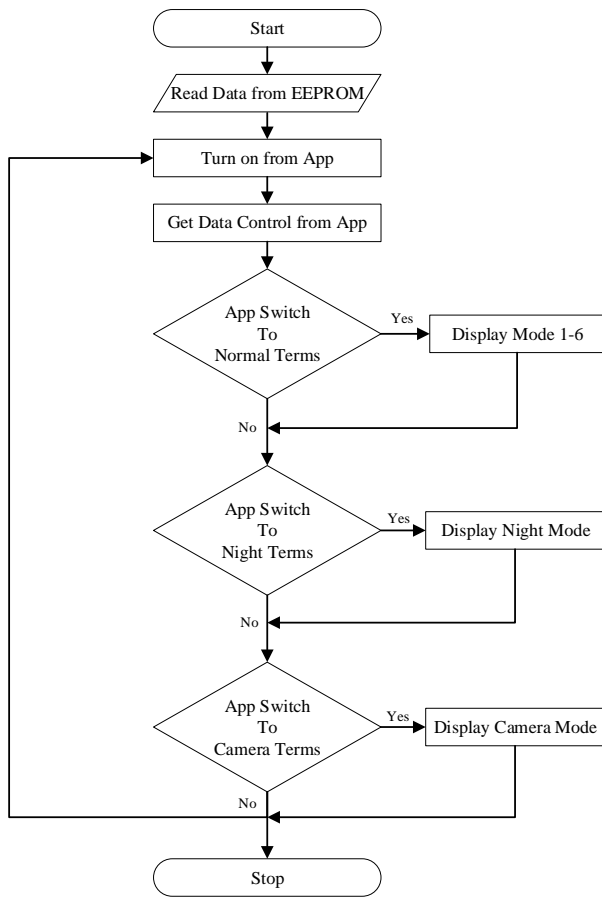 Start
Read Data from EEPROM
Turn on from App
Get Data Control from App
App Switch
To
Normal Terms
Yes
Display Mode 1-6
No
App Switch
To
Night Terms
Yes
Display Night Mode
No
App Switch
To
Camera Terms
Yes
Display Camera Mode
No
Stop